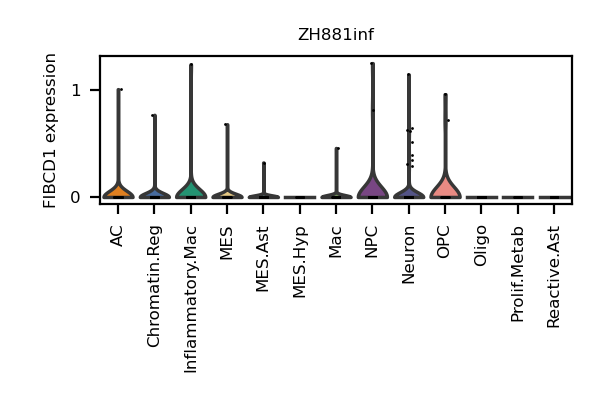 ZH881inf
FIBCD1 expression
1
0
AC
Chromatin.Reg
Inflammatory.Mac
MES
MES.Ast
MES.Hyp
Mac
NPC
Neuron
OPC
Oligo
Prolif.Metab
Reactive.Ast